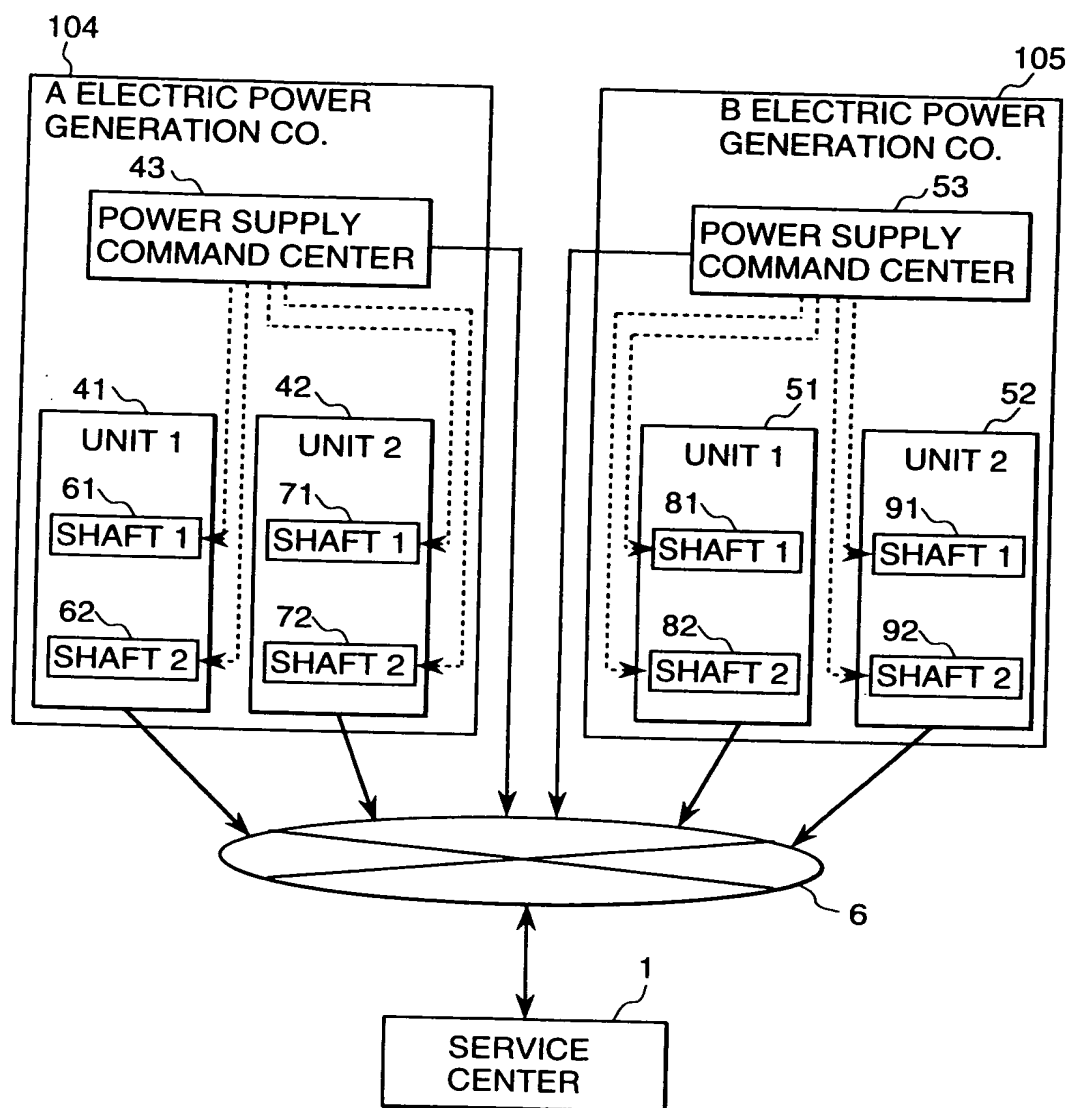 104
105
A ELECTRIC POWER
GENERATION CO.
B ELECTRIC POWER
GENERATION CO.
43
POWER SUPPLY
COMMAND CENTER
53
POWER SUPPLY
COMMAND CENTER
41
UNIT 1
61
SHAFT 1
62
SHAFT 2
42
UNIT 2
71
SHAFT 1
72
SHAFT 2
51
UNIT 1
81
SHAFT 1
82
SHAFT 2
52
UNIT 2
91
SHAFT 1
92
SHAFT 2
6
1
SERVICE
CENTER